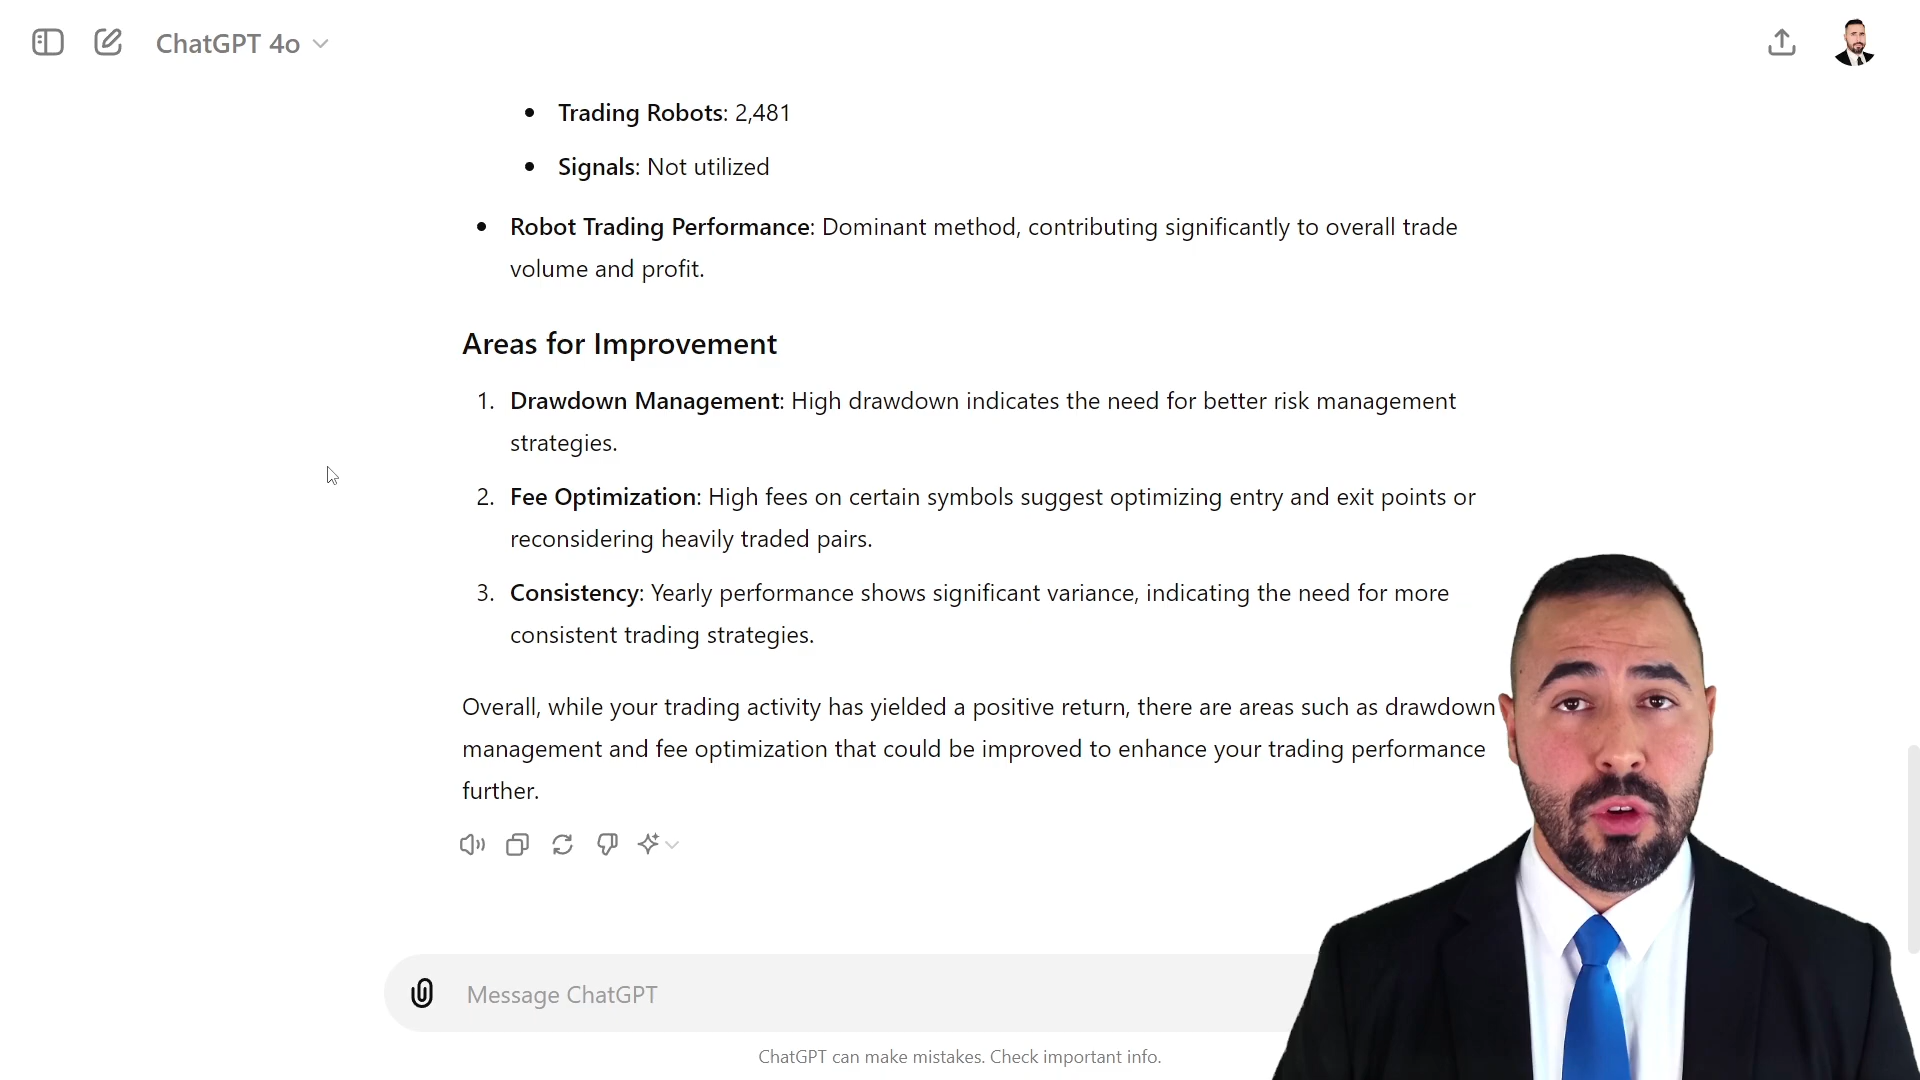 ChatGPT 4o
Trading Robots: 2,481
Signals: Not utilized
Robot Trading Performance: Dominant method, contributing significantly to overall trade
volume and profit.
Areas for Improvement
1. Drawdown Management: High drawdown indicates the need for better risk management
strategies.
2. Fee Optimization: High fees on certain symbols suggest optimizing entry and exit points or
reconsidering heavily traded pairs.
3. Consistency: Yearly performance shows significant variance, indicating the need for more
consistent trading strategies.
Overall, while your trading activity has yielded a positive return, there are areas such as drawdown
management and fee optimization that could be improved to enhance your trading performance
further.
Message ChatGPT
ChatGPT can make mistakes. Check important info.